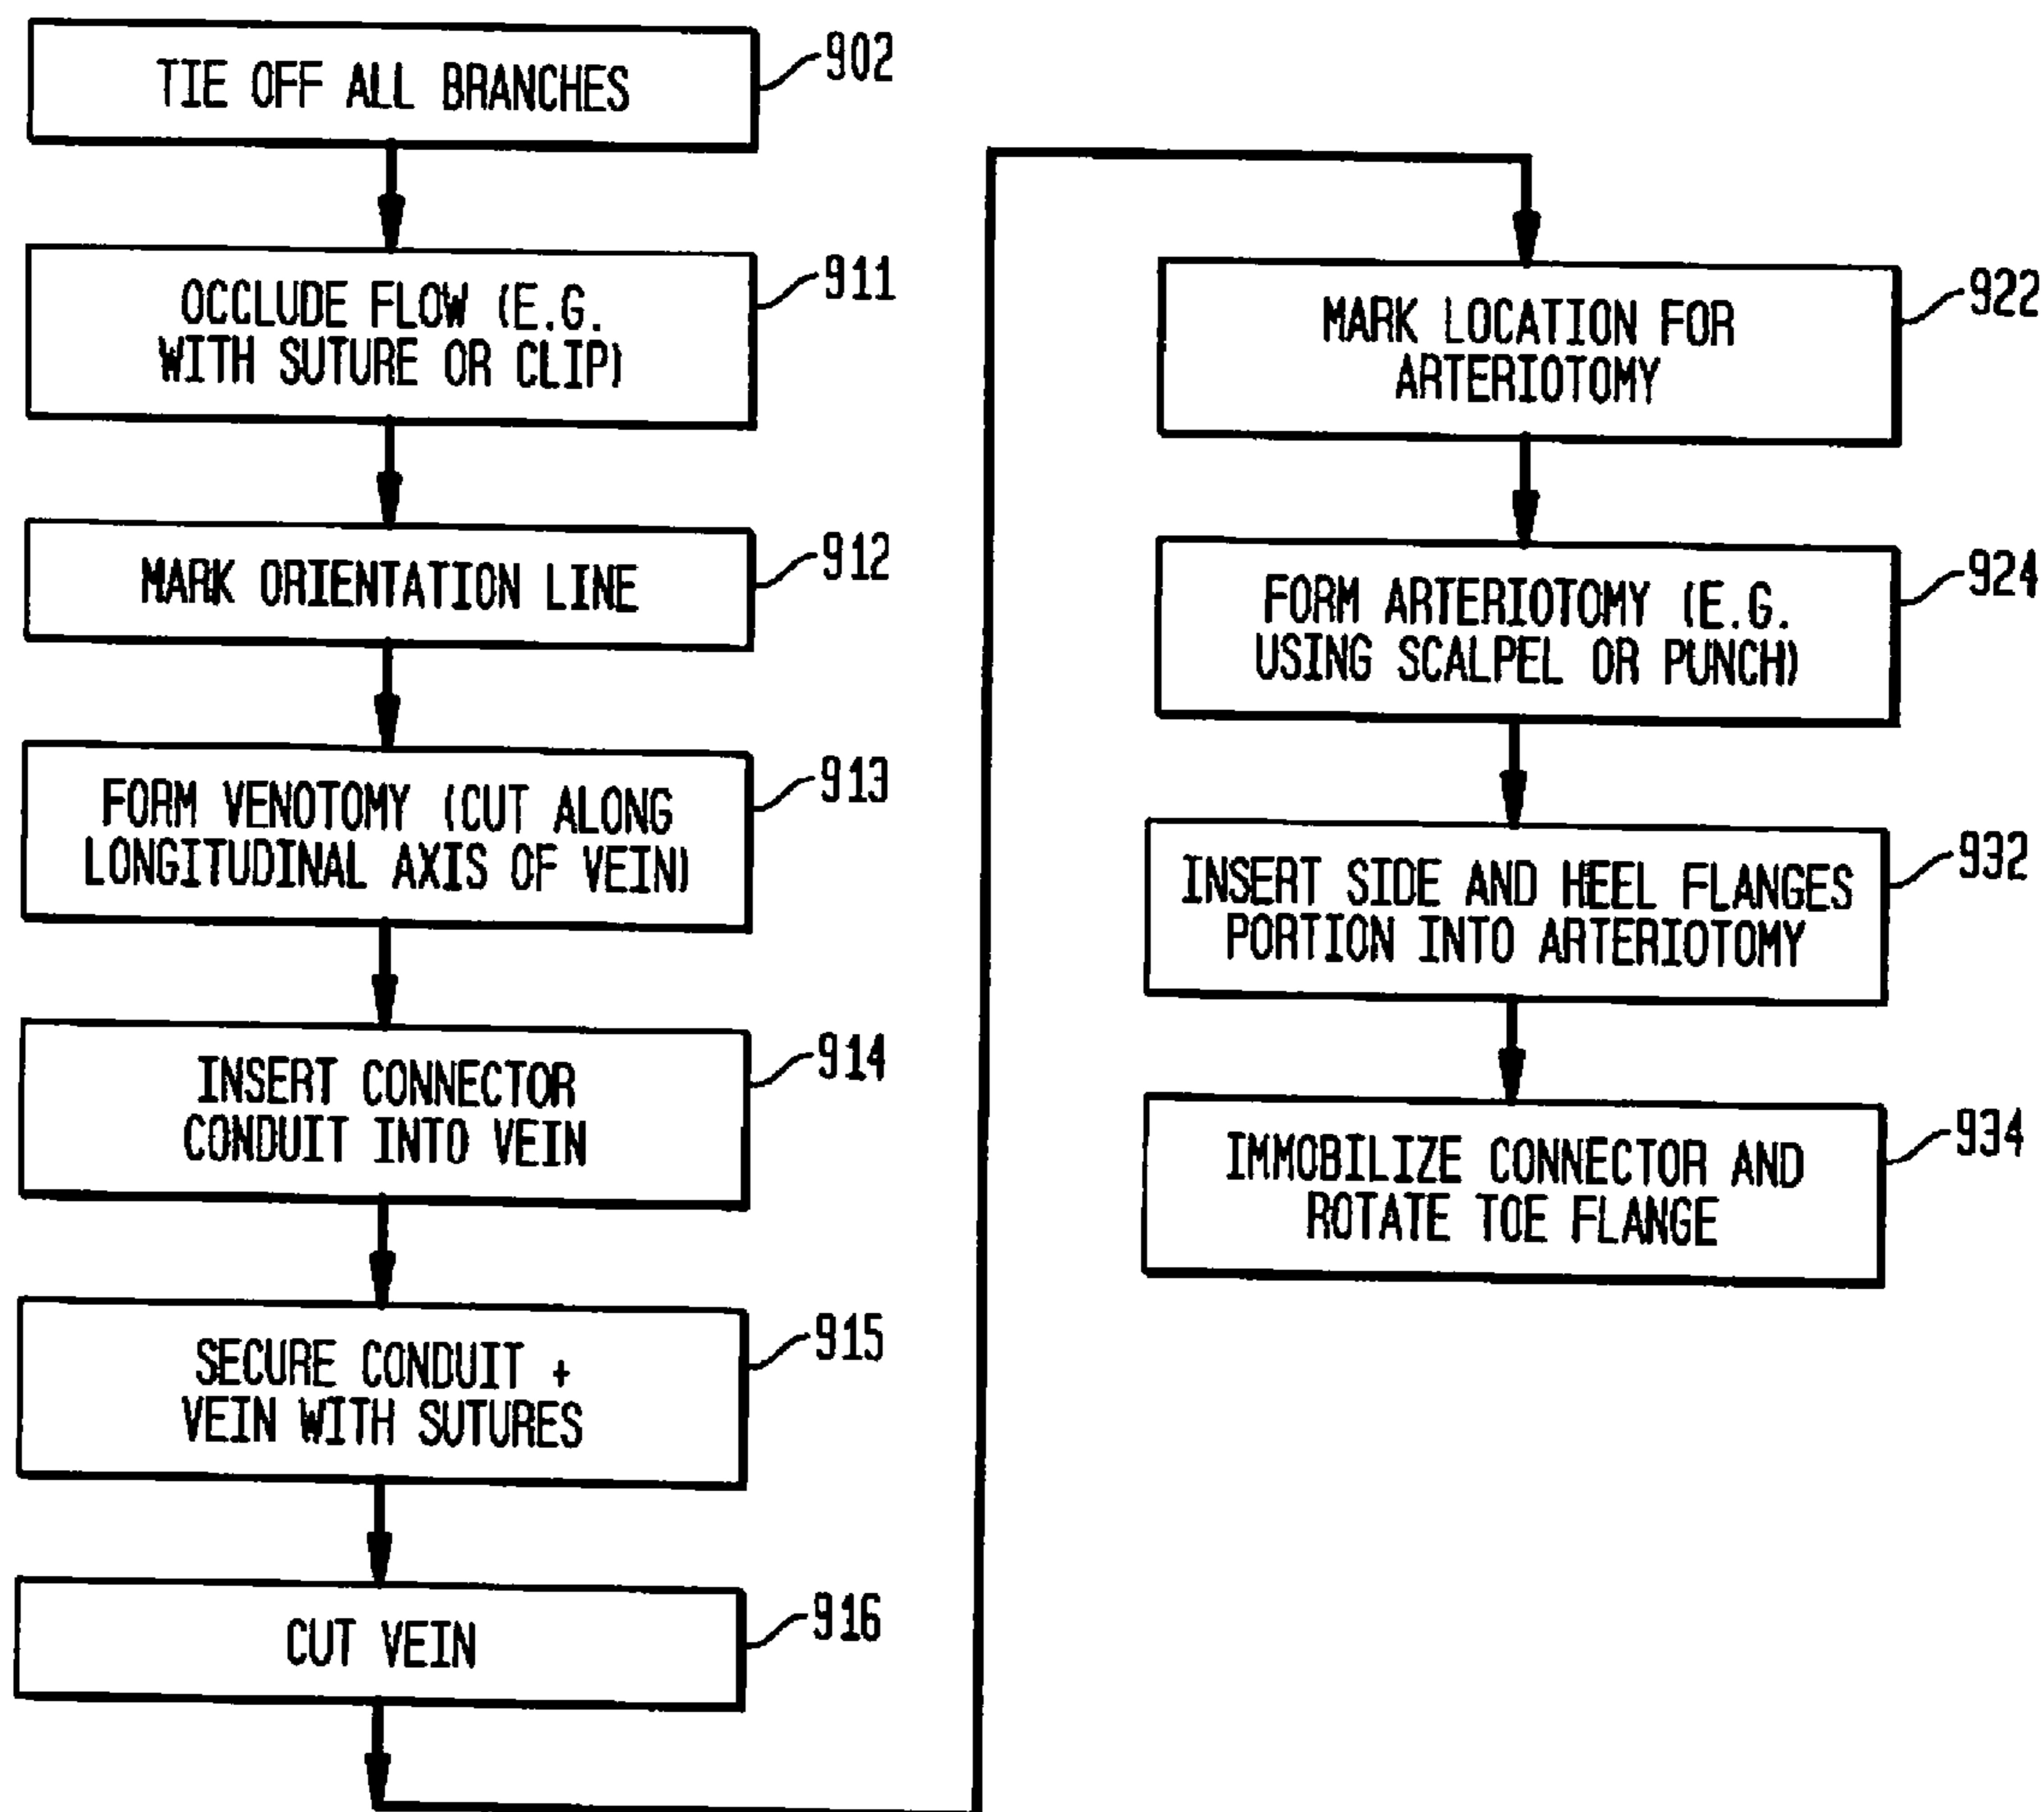 TIE OFF ALL BRANCHES
902
OCCLUDE FLOW (E.G.
WITH SUTURE OR CLIP)
911
MARK ORIENTATION LINE
912
FORM VENOTOMY (CUT ALONG
LONGITUDINAL AXIS OF VEIN)
913
INSERT CONNECTOR
CONDUIT INTO VEIN
914
SECURE CONDUIT +
VEIN WITH SUTURES
915
CUT VEIN
916
MARK LOCATION FOR
ARTERIOTOMY
922
FORM ARTERIOTOMY (E.G.
USING SCALPEL OR PUNCH)
924
INSERT SIDE AND HEEL FLANGES
PORTION INTO ARTERIOTOMY
932
IMMOBILIZE CONNECTOR AND
ROTATE TOE FLANGE
934